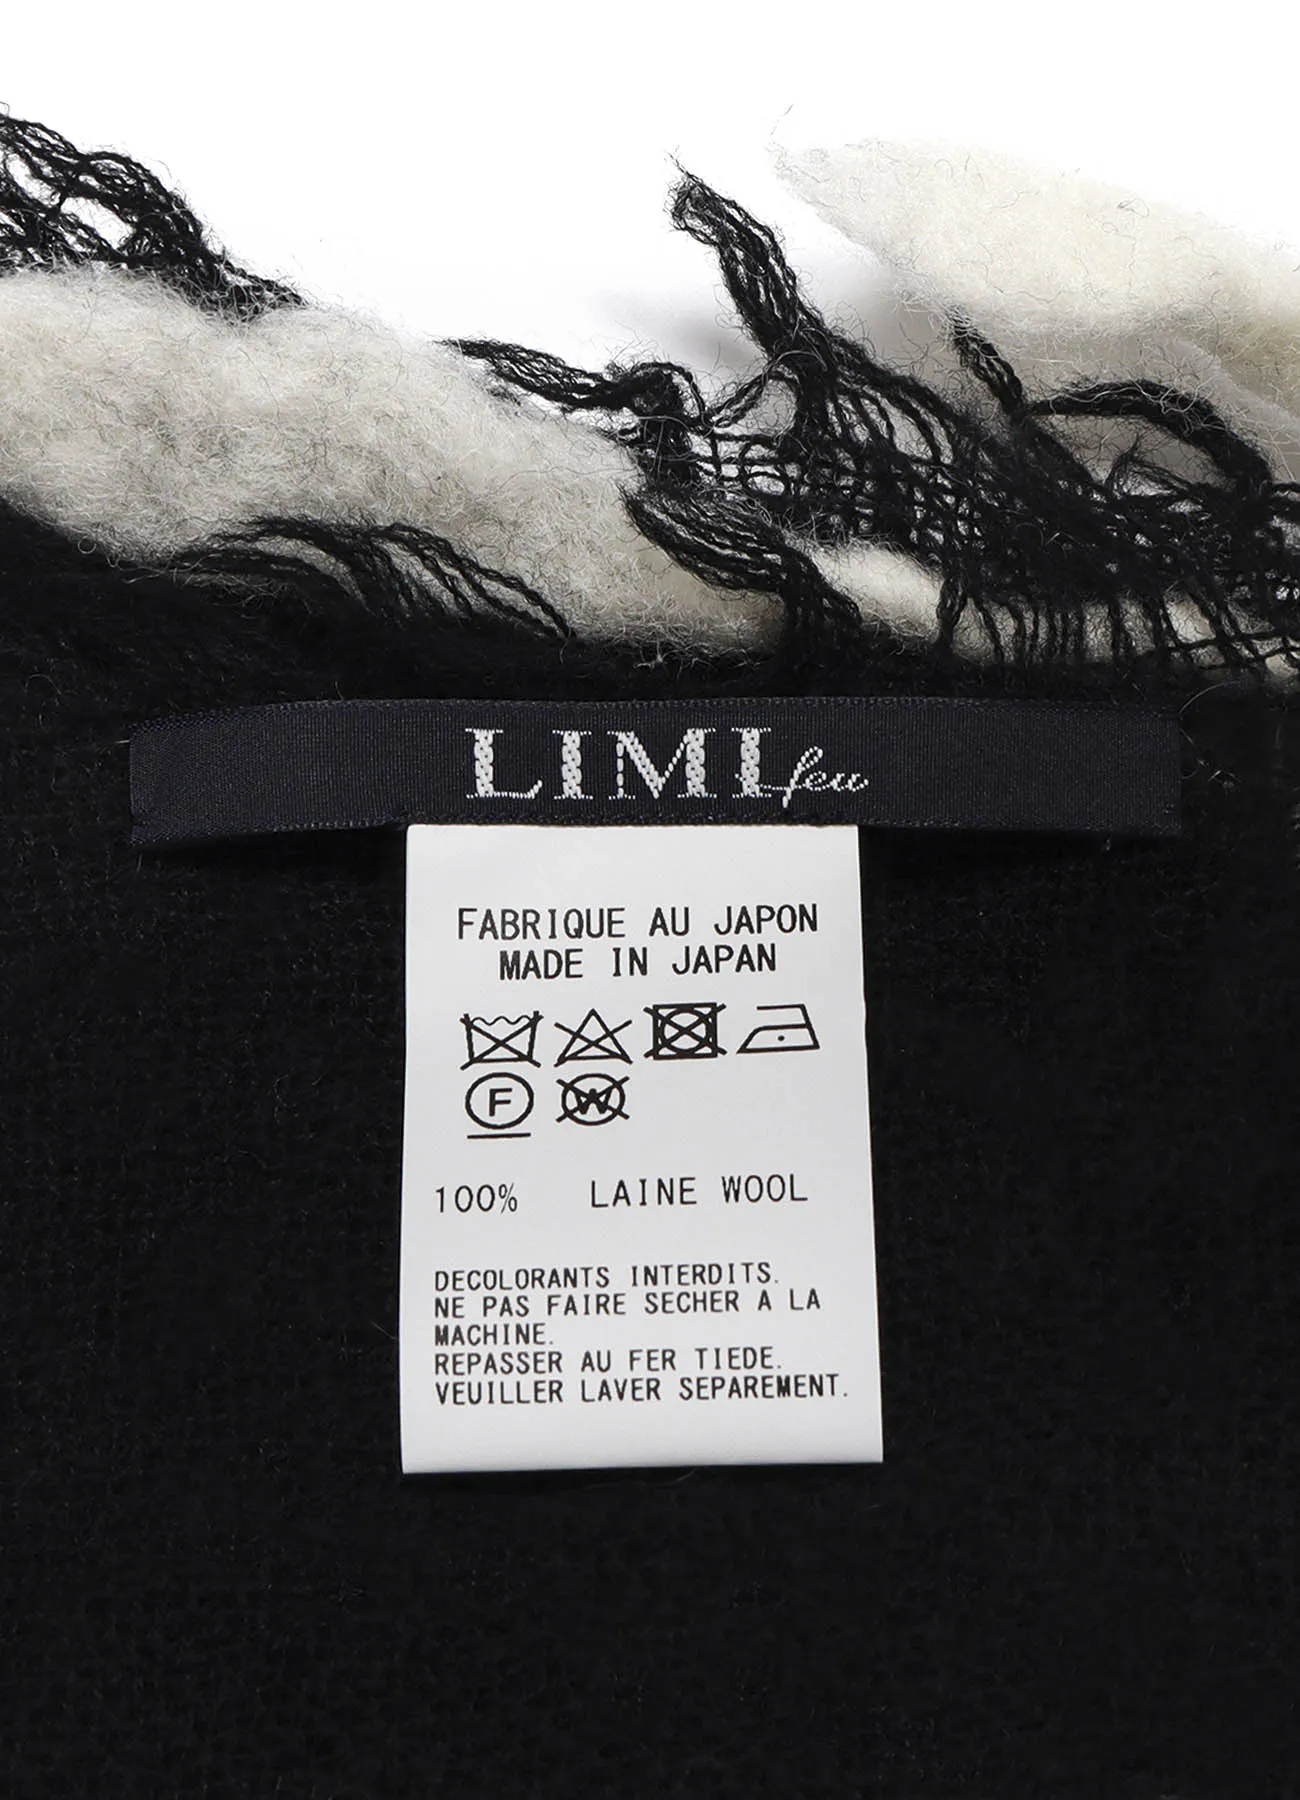 LIMI feu
FABRIQUE AU JAPON
MADE IN JAPAN
F W
100% LAINE WOOL
DECOLORANTS INTERDITS.
NE PAS FAIRE SECHER A LA
MACHINE.
REPASSER AU FER TIEDE.
VEUILLER LAVER SEPAREMENT.